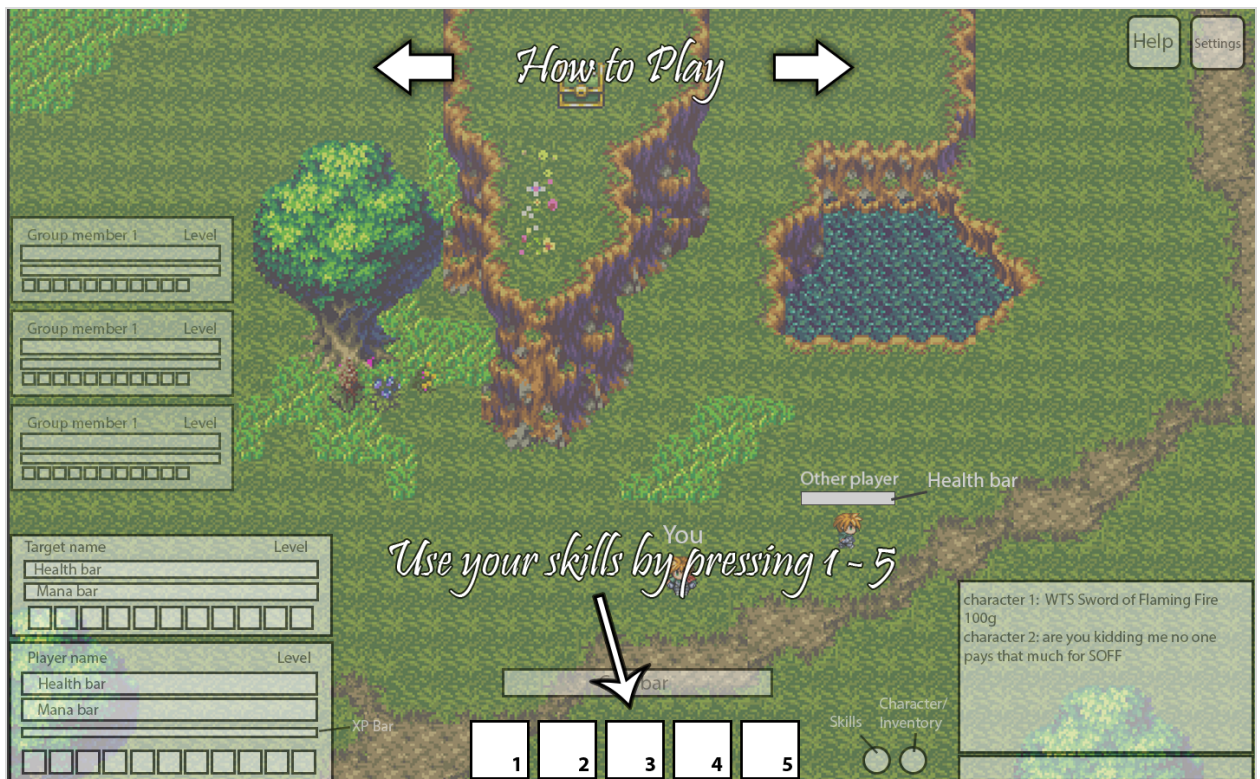 How to Play
Help
Settings
Group member 1 Level
Group member 1 Level
Group member 1 Level
Other player
Health bar
You
Use your skills by pressing 1 - 5
Target name Level
Health bar
Mana bar
Player name Level
Health bar
Mana bar
XP Bar
bar
1 2 3 4 5
Skills
Character/
Inventory
character 1: WTS Sword of Flaming Fire
100g
character 2: are you kidding me no one
pays that much for SOFF